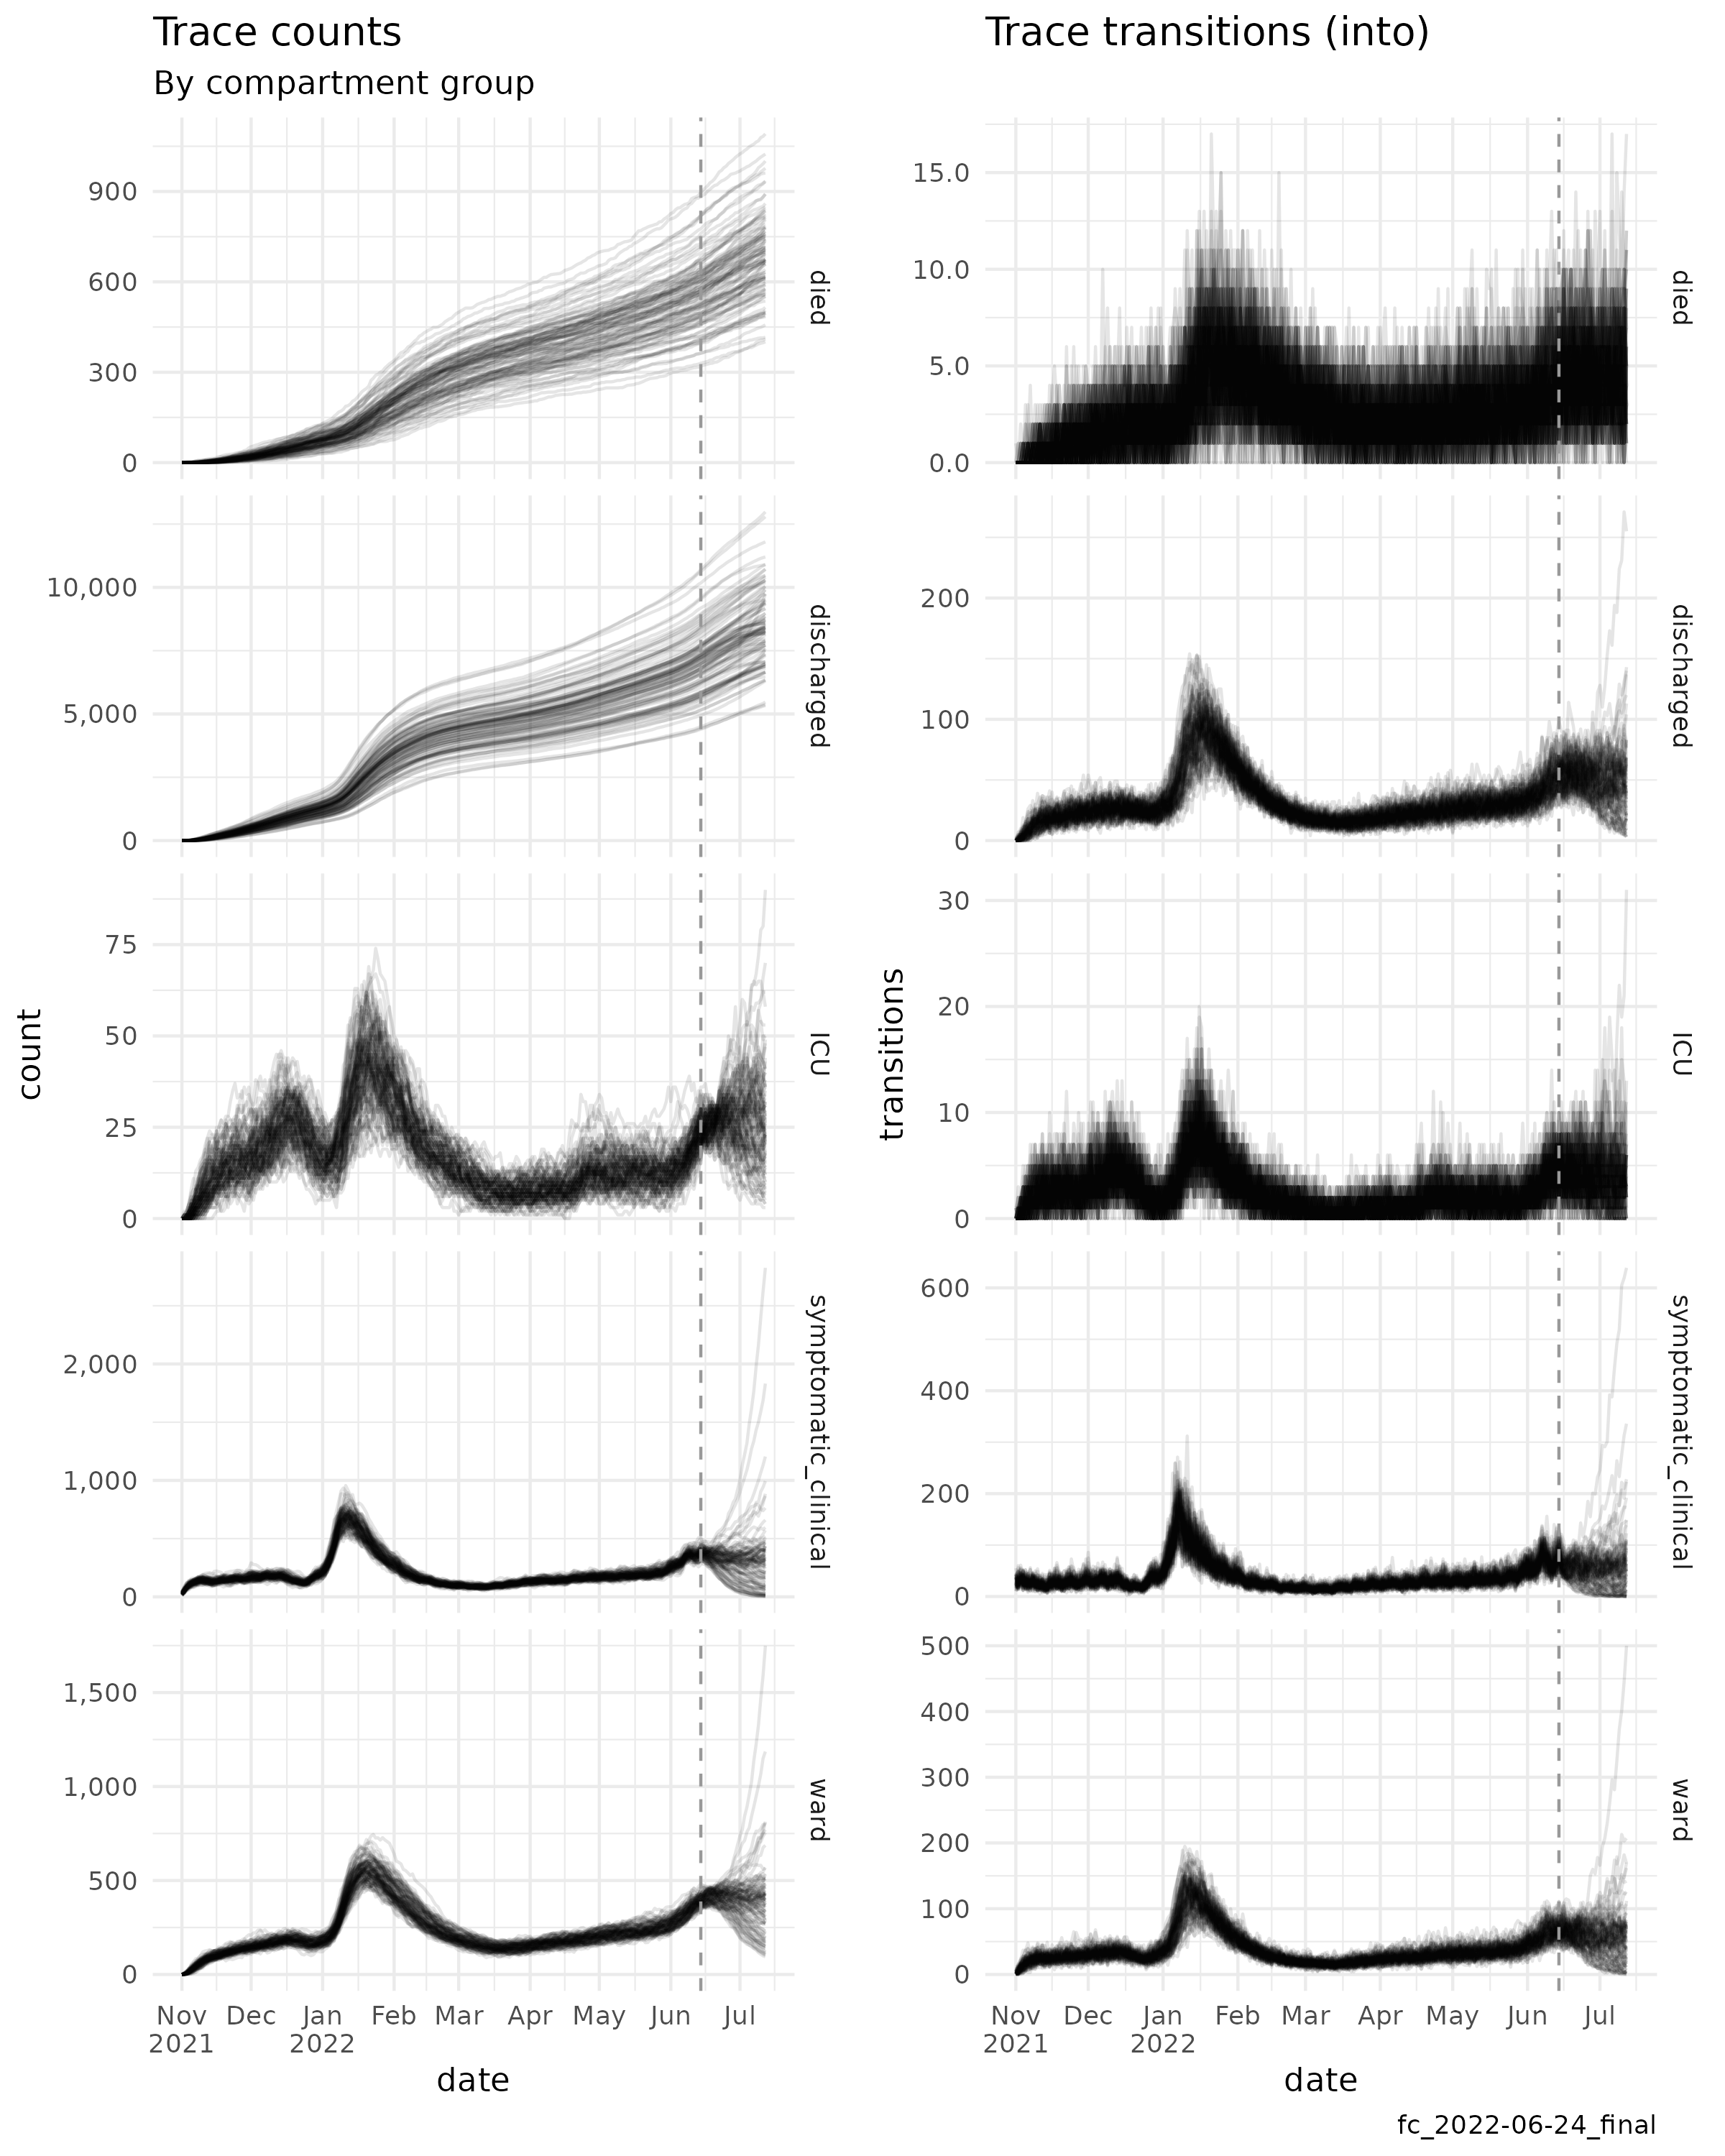 Trace counts
By compartment group
Trace transitions (into)
count
900
600
300
0
died
10,000
5,000
0
discharged
75
50
25
0
ICU
2,000
1,000
0
symptomatic_clinical
1,500
1,000
500
0
ward
Nov Dec Jan Feb Mar Apr May Jun Jul
2021 2022
date
transitions
15.0
10.0
5.0
0.0
died
200
100
0
discharged
30
20
10
0
ICU
600
400
200
0
symptomatic_clinical
500
400
300
200
100
0
ward
Nov Dec Jan Feb Mar Apr May Jun Jul
2021 2022
date
fc_2022-06-24_final